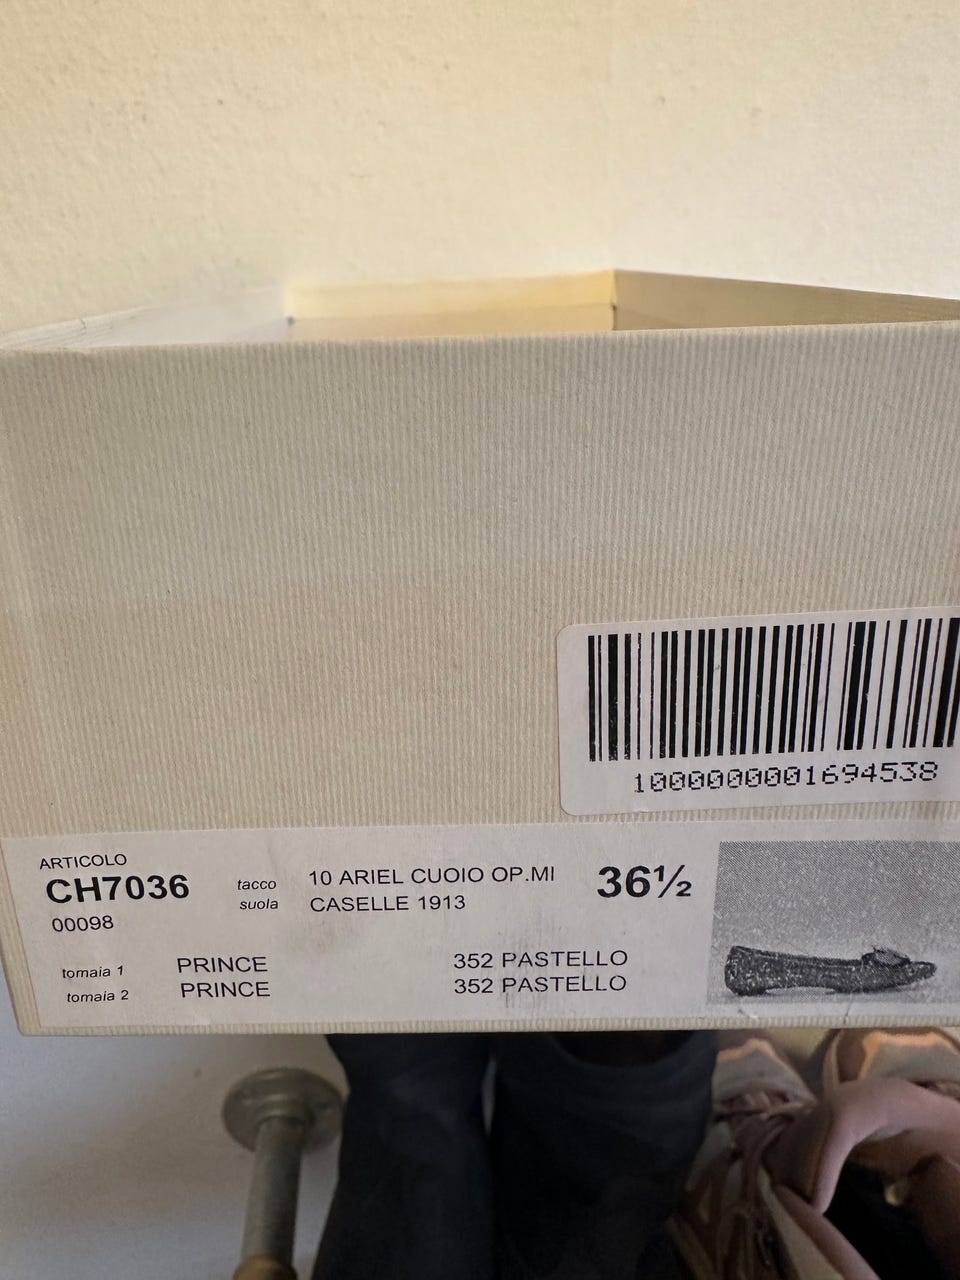 1000000001694538
ARTICOLO
CH7036
00098
tacco 10 ARIEL CUOIO OP.MI
suola CASELLE 1913
36½
tomaia 1 PRINCE 352 PASTELLO
tomaia 2 PRINCE 352 PASTELLO